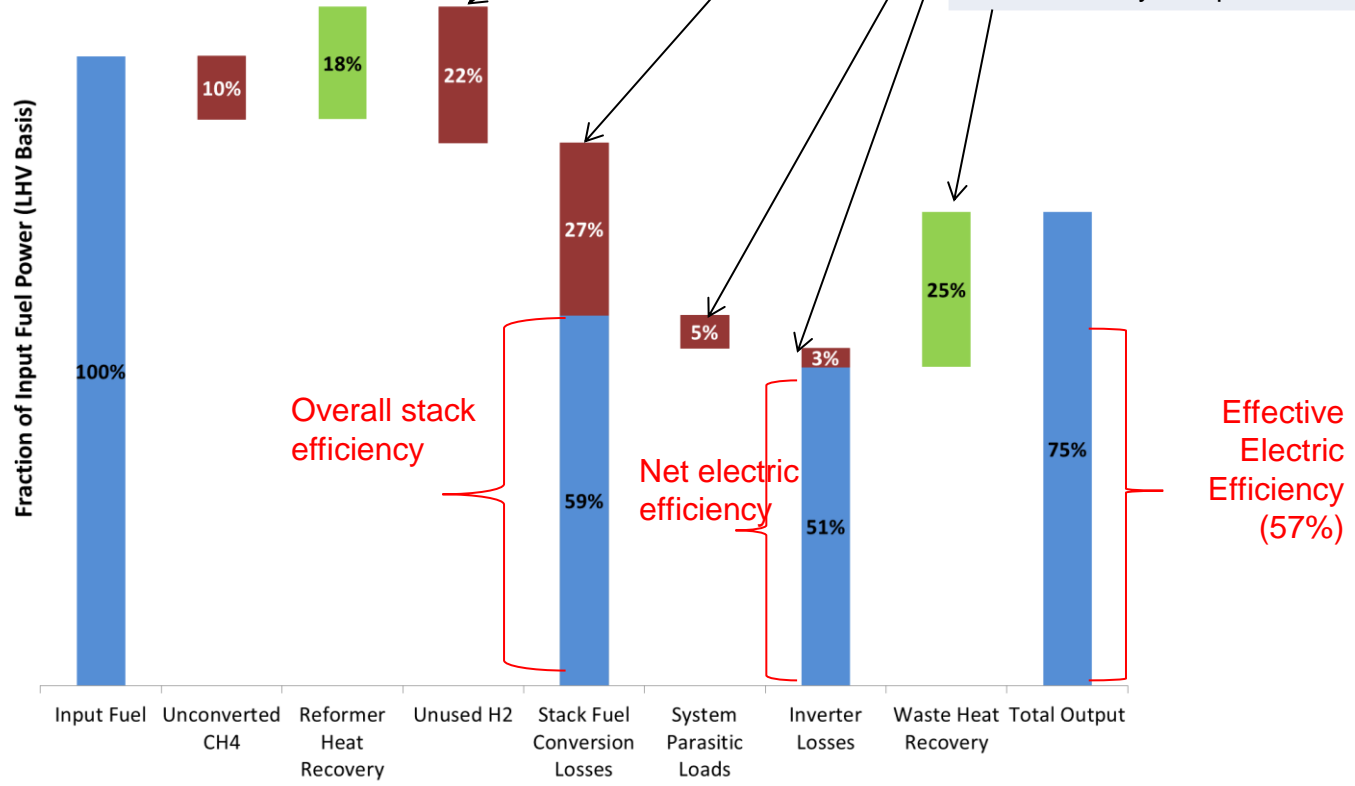 Fraction of Input Fuel Power (LHV Basis)
100%
10%
18%
22%
27%
59%
5%
3%
51%
25%
75%
Overall stack
efficiency
Net electric
efficiency
Effective
Electric
Efficiency
(57%)
Input Fuel
Unconverted
CH4
Reformer
Heat
Recovery
Unused H2
Stack Fuel
Conversion
Losses
System
Parasitic
Loads
Inverter
Losses
Waste Heat
Recovery
Total Output